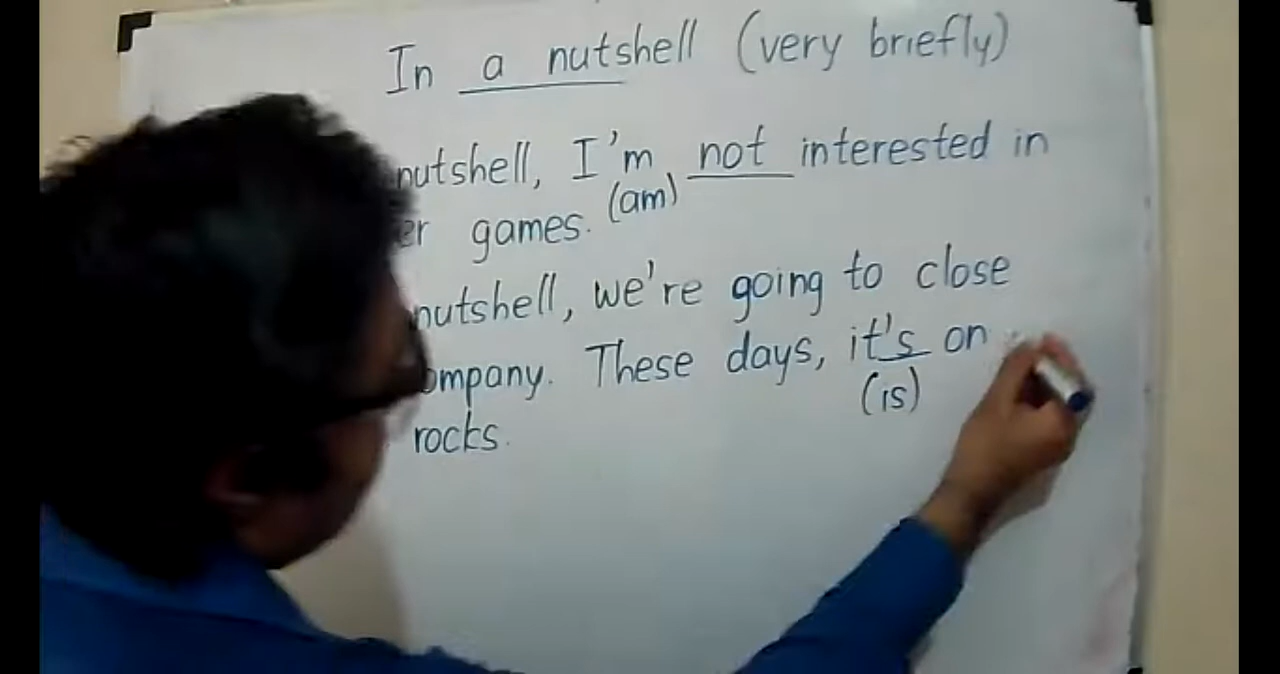 In a nutshell (very briefly)
nutshell, I'm not interested in
er games. (am)
nutshell, we're going to close
ompany. These days, it's on
(is)
rocks.